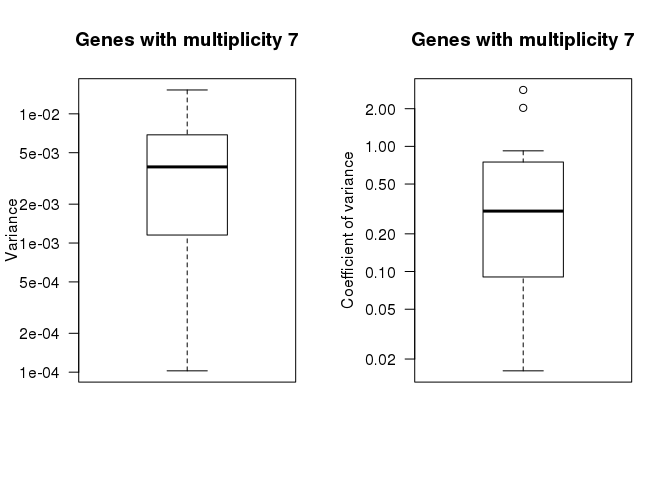 Genes with multiplicity 7
Variance
1e-02
5e-03
2e-03
1e-03
5e-04
2e-04
1e-04
Genes with multiplicity 7
Coefficient of variance
2.00
1.00
0.50
0.20
0.10
0.05
0.02